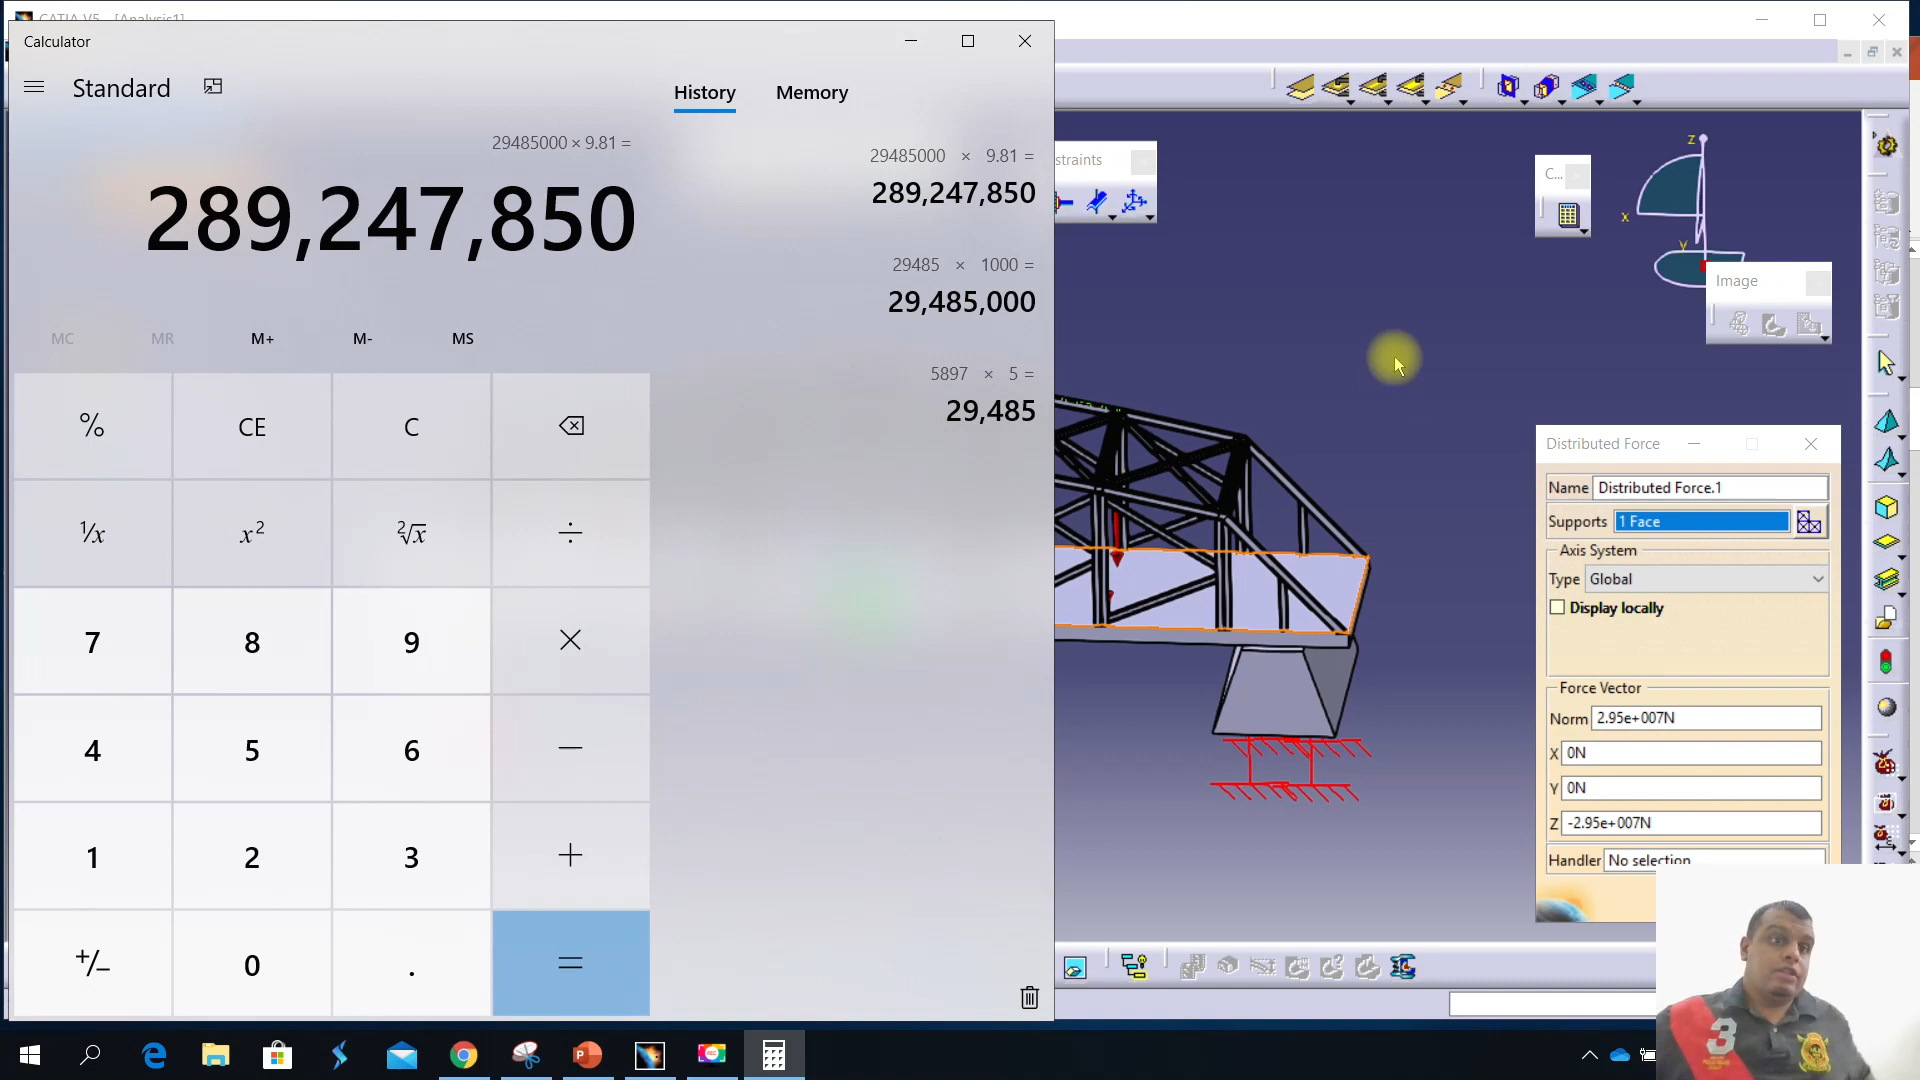 CATIA V5 - [Analysis1]
Calculator
Standard
History Memory
29485000 × 9.81 =
289,247,850
29485000 × 9.81 =
289,247,850
29485 × 1000 =
29,485,000
5897 × 5 =
29,485
MC MR M+ M- MS
% CE C
1/x x2 2√x ÷
7 8 9 ×
4 5 6 −
1 2 3 +
+/− 0 . =
straints
C...
z
x
y
Image
Distributed Force
Name Distributed Force.1
Supports 1 Face
Axis System
Type Global
Display locally
Force Vector
Norm 2.95e+007N
X 0N
Y 0N
Z -2.95e+007N
Handler No selection
3